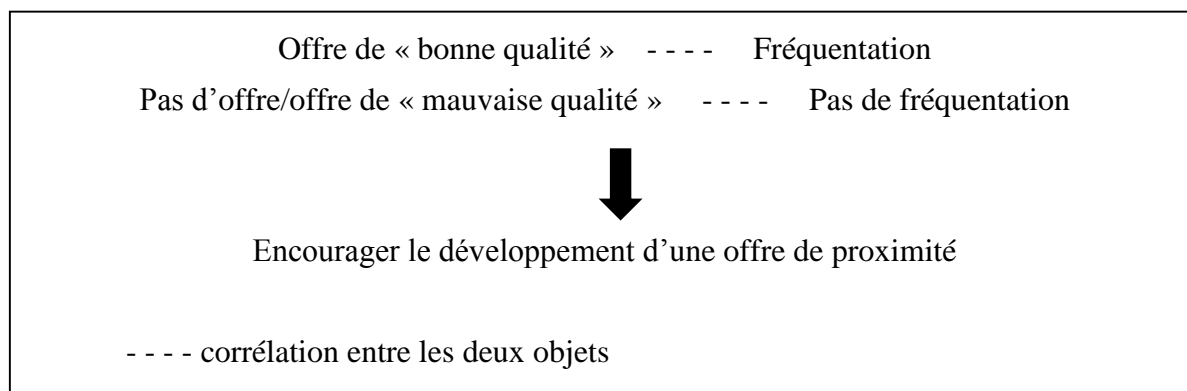 Offre de « bonne qualité » - - - - Fréquentation
Pas d’offre/offre de « mauvaise qualité » - - - - Pas de fréquentation
Encourager le développement d’une offre de proximité
- - - - corrélation entre les deux objets